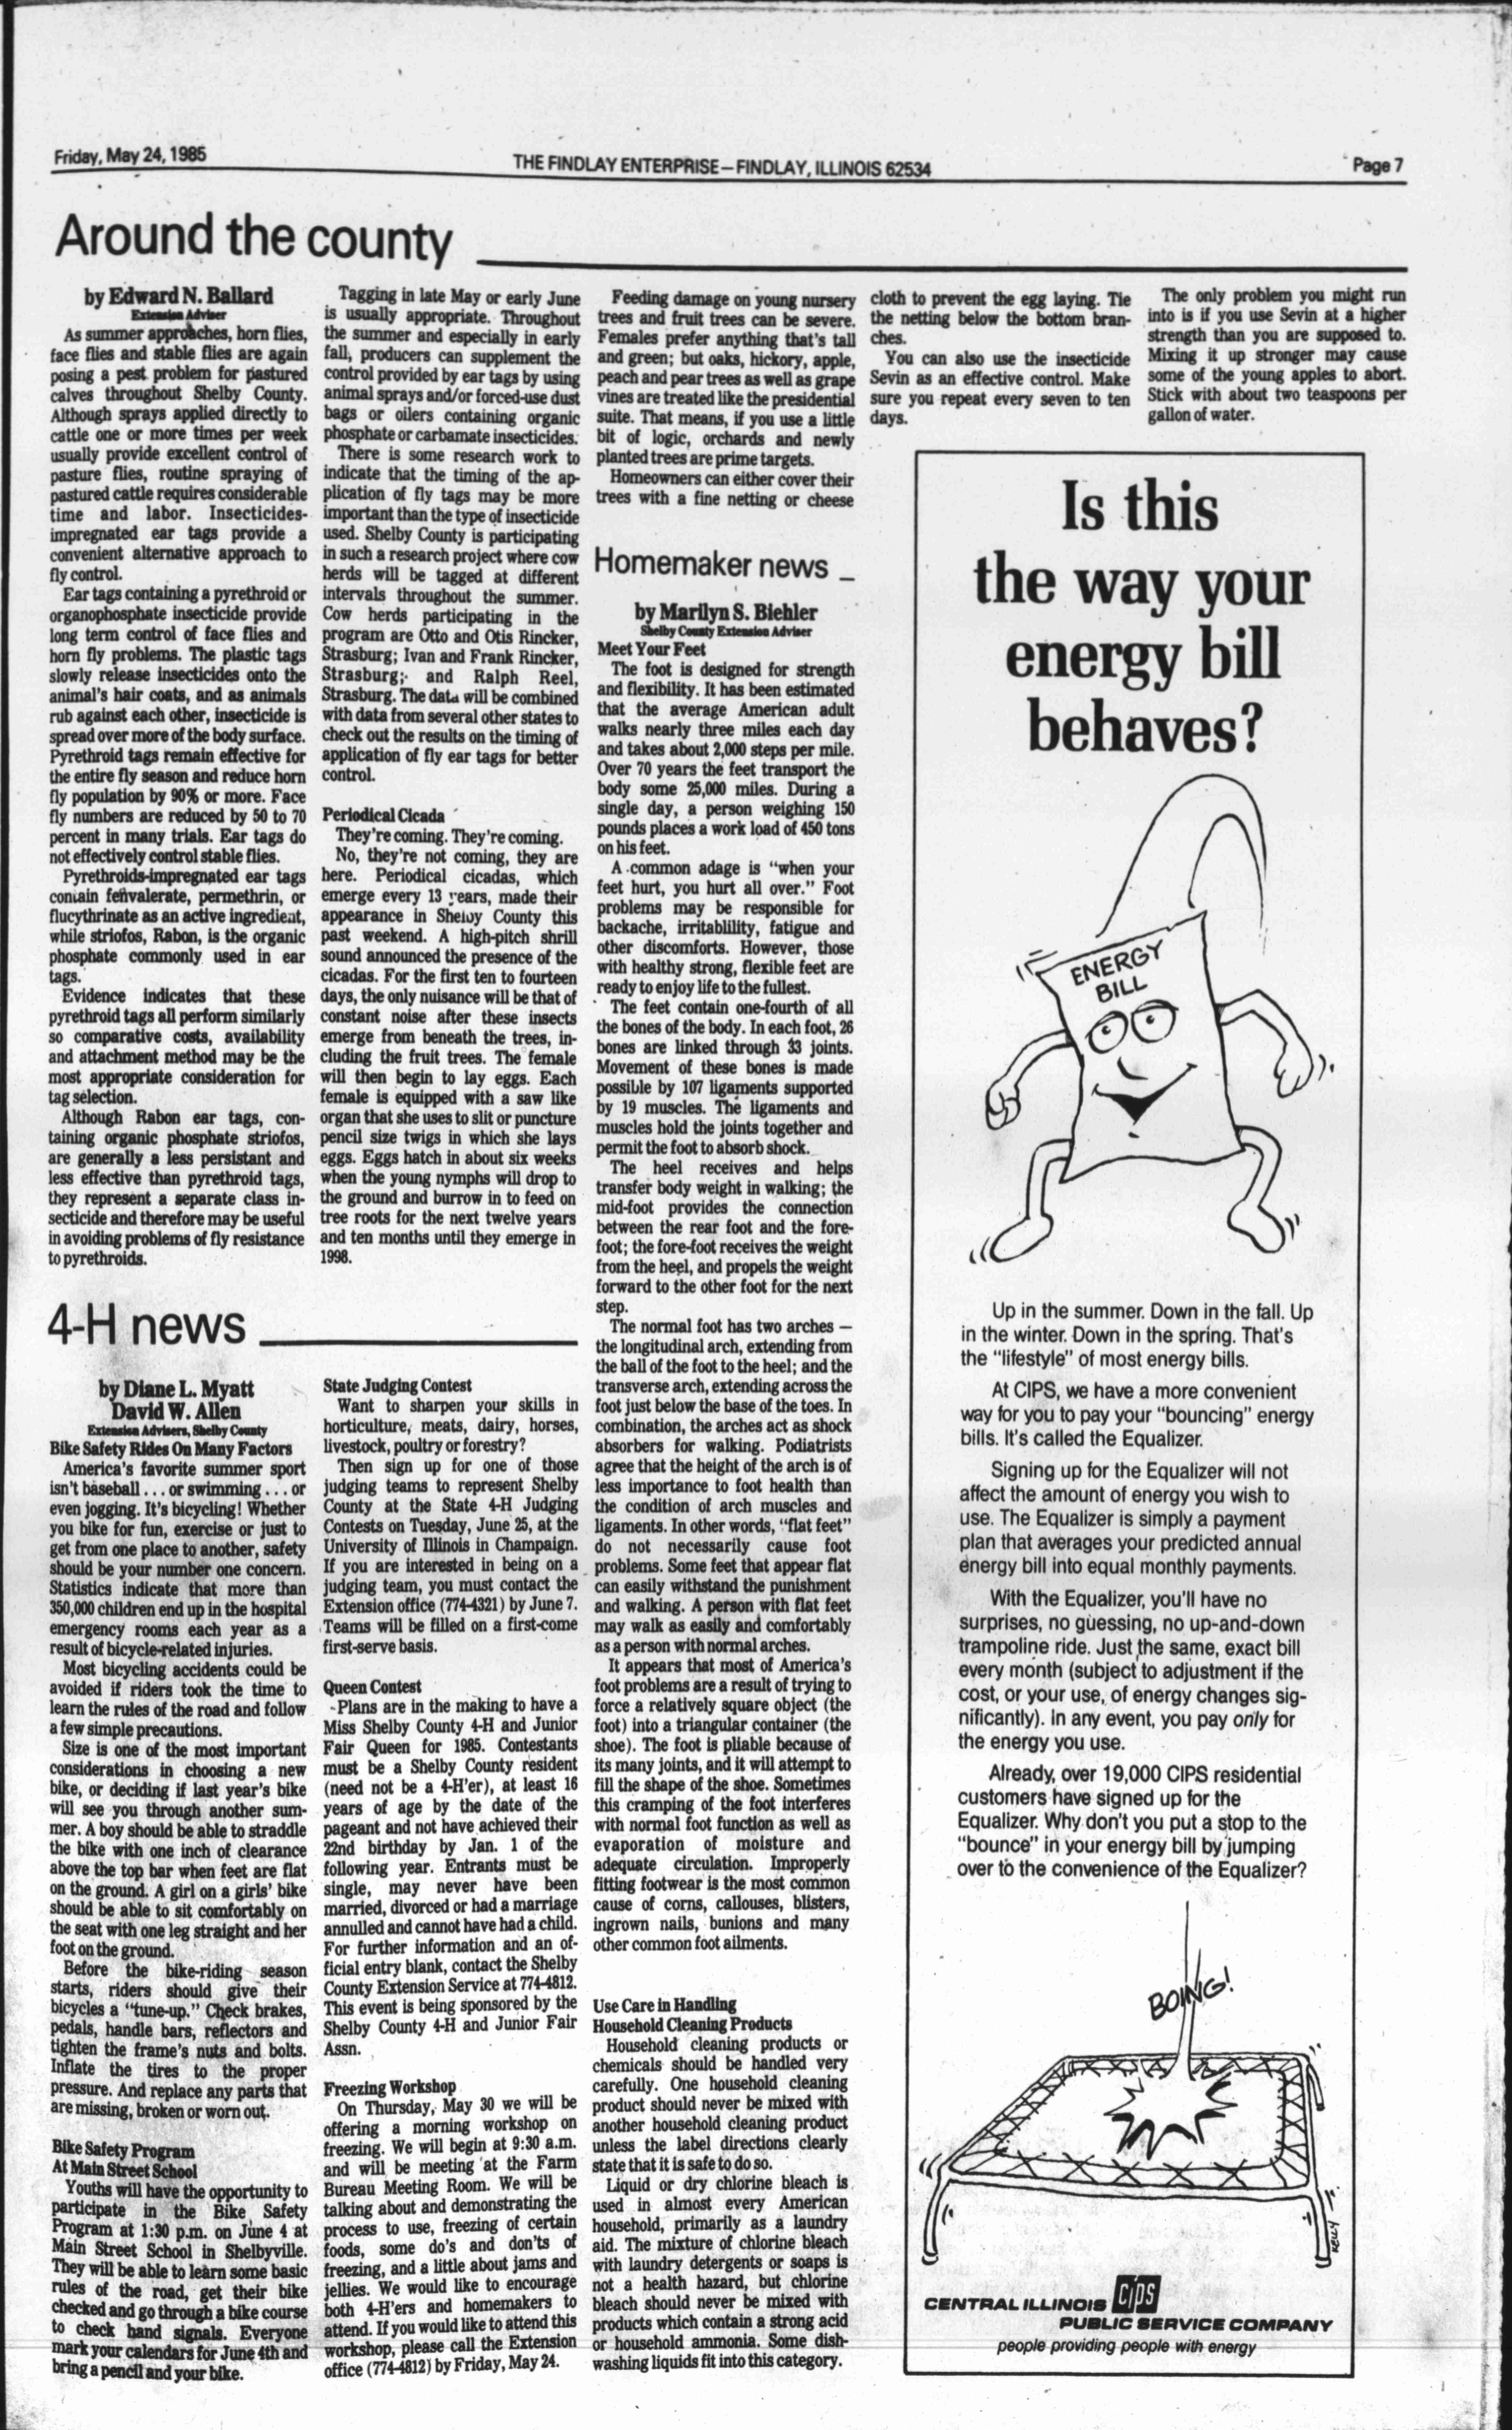 Friday, May 24, 1985
THE FINDLAY ENTERPRISE—FINDLAY, ILLINOIS 62534
Page 7
Around the county
by Edward N. Ballard
Extension Adviser
As summer approaches, horn flies,
face flies and stable flies are again
posing a pest problem for pastured
calves throughout Shelby County.
Although sprays applied directly to
cattle one or more times per week
usually provide excellent control of
pasture flies, routine spraying of
pastured cattle requires considerable
time and labor. Insecticides-
impregnated ear tags provide a
convenient alternative approach to
fly control.
Ear tags containing a pyrethroid or
organophosphate insecticide provide
long term control of face flies and
horn fly problems. The plastic tags
slowly release insecticides onto the
animal's hair coats, and as animals
rub against each other, insecticide is
spread over more of the body surface.
Pyrethroid tags remain effective for
the entire fly season and reduce horn
fly population by 90% or more. Face
fly numbers are reduced by 50 to 70
percent in many trials. Ear tags do
not effectively control stable flies.
Pyrethroids-impregnated ear tags
contain fenvalerate, permethrin, or
flucythrinate as an active ingredient,
while striofos, Rabon, is the organic
phosphate commonly used in ear
tags.
Evidence indicates that these
pyrethroid tags all perform similarly
so comparative costs, availability
and attachment method may be the
most appropriate consideration for
tag selection.
Although Rabon ear tags, con-
taining organic phosphate striofos,
are generally a less persistant and
less effective than pyrethroid tags,
they represent a separate class in-
secticide and therefore may be useful
in avoiding problems of fly resistance
to pyrethroids.
Tagging in late May or early June
is usually appropriate. Throughout
the summer and especially in early
fall, producers can supplement the
control provided by ear tags by using
animal sprays and/or forced-use dust
bags or oilers containing organic
phosphate or carbamate insecticides.
There is some research work to
indicate that the timing of the ap-
plication of fly tags may be more
important than the type of insecticide
used. Shelby County is participating
in such a research project where cow
herds will be tagged at different
intervals throughout the summer.
Cow herds participating in the
program are Otto and Otis Rincker,
Strasburg; Ivan and Frank Rincker,
Strasburg; and Ralph Reel,
Strasburg. The data will be combined
with data from several other states to
check out the results on the timing of
application of fly ear tags for better
control.
Periodical Cicada
They're coming. They're coming.
No, they're not coming, they are
here. Periodical cicadas, which
emerge every 13 years, made their
appearance in Shelby County this
past weekend. A high-pitch shrill
sound announced the presence of the
cicadas. For the first ten to fourteen
days, the only nuisance will be that of
constant noise after these insects
emerge from beneath the trees, in-
cluding the fruit trees. The female
will then begin to lay eggs. Each
female is equipped with a saw like
organ that she uses to slit or puncture
pencil size twigs in which she lays
eggs. Eggs hatch in about six weeks
when the young nymphs will drop to
the ground and burrow in to feed on
tree roots for the next twelve years
and ten months until they emerge in
1998.
Feeding damage on young nursery
trees and fruit trees can be severe.
Females prefer anything that's tall
and green; but oaks, hickory, apple,
peach and pear trees as well as grape
vines are treated like the presidential
suite. That means, if you use a little
bit of logic, orchards and newly
planted trees are prime targets.
Homeowners can either cover their
trees with a fine netting or cheese
cloth to prevent the egg laying. Tie
the netting below the bottom bran-
ches.
You can also use the insecticide
Sevin as an effective control. Make
sure you repeat every seven to ten
days.
The only problem you might run
into is if you use Sevin at a higher
strength than you are supposed to.
Mixing it up stronger may cause
some of the young apples to abort.
Stick with about two teaspoons per
gallon of water.
4-H news
by Diane L. Myatt
David W. Allen
Extension Advisers, Shelby County
Bike Safety Rides On Many Factors
America's favorite summer sport
isn't baseball . . . or swimming . . . or
even jogging. It's bicycling! Whether
you bike for fun, exercise or just to
get from one place to another, safety
should be your number one concern.
Statistics indicate that more than
350,000 children end up in the hospital
emergency rooms each year as a
result of bicycle-related injuries.
Most bicycling accidents could be
avoided if riders took the time to
learn the rules of the road and follow
a few simple precautions.
Size is one of the most important
considerations in choosing a new
bike, or deciding if last year's bike
will see you through another sum-
mer. A boy should be able to straddle
the bike with one inch of clearance
above the top bar when feet are flat
on the ground. A girl on a girls' bike
should be able to sit comfortably on
the seat with one leg straight and her
foot on the ground.
Before the bike-riding season
starts, riders should give their
bicycles a "tune-up." Check brakes,
pedals, handle bars, reflectors and
tighten the frame's nuts and bolts.
Inflate the tires to the proper
pressure. And replace any parts that
are missing, broken or worn out.
Bike Safety Program
At Main Street School
Youths will have the opportunity to
participate in the Bike Safety
Program at 1:30 p.m. on June 4 at
Main Street School in Shelbyville.
They will be able to learn some basic
rules of the road, get their bike
checked and go through a bike course
to check hand signals. Everyone
mark your calendars for June 4th and
bring a pencil and your bike.
State Judging Contest
Want to sharpen your skills in
horticulture, meats, dairy, horses,
livestock, poultry or forestry?
Then sign up for one of those
judging teams to represent Shelby
County at the State 4-H Judging
Contests on Tuesday, June 25, at the
University of Illinois in Champaign.
If you are interested in being on a
judging team, you must contact the
Extension office (774-4321) by June 7.
Teams will be filled on a first-come
first-serve basis.
Queen Contest
Plans are in the making to have a
Miss Shelby County 4-H and Junior
Fair Queen for 1985. Contestants
must be a Shelby County resident
(need not be a 4-H'er), at least 16
years of age by the date of the
pageant and not have achieved their
22nd birthday by Jan. 1 of the
following year. Entrants must be
single, may never have been
married, divorced or had a marriage
annulled and cannot have had a child.
For further information and an of-
ficial entry blank, contact the Shelby
County Extension Service at 774-4812.
This event is being sponsored by the
Shelby County 4-H and Junior Fair
Assn.
Freezing Workshop
On Thursday, May 30 we will be
offering a morning workshop on
freezing. We will begin at 9:30 a.m.
and will be meeting at the Farm
Bureau Meeting Room. We will be
talking about and demonstrating the
process to use, freezing of certain
foods, some do's and don'ts of
freezing, and a little about jams and
jellies. We would like to encourage
both 4-H'ers and homemakers to
attend. If you would like to attend this
workshop, please call the Extension
office (774-4812) by Friday, May 24.
Homemaker news
by Marilyn S. Biehler
Shelby County Extension Adviser
Meet Your Feet
The foot is designed for strength
and flexibility. It has been estimated
that the average American adult
walks nearly three miles each day
and takes about 2,000 steps per mile.
Over 70 years the feet transport the
body some 25,000 miles. During a
single day, a person weighing 150
pounds places a work load of 450 tons
on his feet.
A common adage is "when your
feet hurt, you hurt all over." Foot
problems may be responsible for
backache, irritablility, fatigue and
other discomforts. However, those
with healthy strong, flexible feet are
ready to enjoy life to the fullest.
The feet contain one-fourth of all
the bones of the body. In each foot, 26
bones are linked through 33 joints.
Movement of these bones is made
possible by 107 ligaments supported
by 19 muscles. The ligaments and
muscles hold the joints together and
permit the foot to absorb shock.
The heel receives and helps
transfer body weight in walking; the
mid-foot provides the connection
between the rear foot and the fore-
foot; the fore-foot receives the weight
from the heel, and propels the weight
forward to the other foot for the next
step.
The normal foot has two arches —
the longitudinal arch, extending from
the ball of the foot to the heel; and the
transverse arch, extending across the
foot just below the base of the toes. In
combination, the arches act as shock
absorbers for walking. Podiatrists
agree that the height of the arch is of
less importance to foot health than
the condition of arch muscles and
ligaments. In other words, "flat feet"
do not necessarily cause foot
problems. Some feet that appear flat
can easily withstand the punishment
and walking. A person with flat feet
may walk as easily and comfortably
as a person with normal arches.
It appears that most of America's
foot problems are a result of trying to
force a relatively square object (the
foot) into a triangular container (the
shoe). The foot is pliable because of
its many joints, and it will attempt to
fill the shape of the shoe. Sometimes
this cramping of the foot interferes
with normal foot function as well as
evaporation of moisture and
adequate circulation. Improperly
fitting footwear is the most common
cause of corns, callouses, blisters,
ingrown nails, bunions and many
other common foot ailments.
Use Care in Handling
Household Cleaning Products
Household cleaning products or
chemicals should be handled very
carefully. One household cleaning
product should never be mixed with
another household cleaning product
unless the label directions clearly
state that it is safe to do so.
Liquid or dry chlorine bleach is
used in almost every American
household, primarily as a laundry
aid. The mixture of chlorine bleach
with laundry detergents or soaps is
not a health hazard, but chlorine
bleach should never be mixed with
products which contain a strong acid
or household ammonia. Some dish-
washing liquids fit into this category.
Is this
the way your
energy bill
behaves?
ENERGY
BILL
Up in the summer. Down in the fall. Up
in the winter. Down in the spring. That's
the "lifestyle" of most energy bills.
At CIPS, we have a more convenient
way for you to pay your "bouncing" energy
bills. It's called the Equalizer.
Signing up for the Equalizer will not
affect the amount of energy you wish to
use. The Equalizer is simply a payment
plan that averages your predicted annual
energy bill into equal monthly payments.
With the Equalizer, you'll have no
surprises, no guessing, no up-and-down
trampoline ride. Just the same, exact bill
every month (subject to adjustment if the
cost, or your use, of energy changes sig-
nificantly). In any event, you pay only for
the energy you use.
Already, over 19,000 CIPS residential
customers have signed up for the
Equalizer. Why don't you put a stop to the
"bounce" in your energy bill by jumping
over to the convenience of the Equalizer?
BOING!
KELLY
CENTRAL ILLINOIS CIPS
PUBLIC SERVICE COMPANY
people providing people with energy